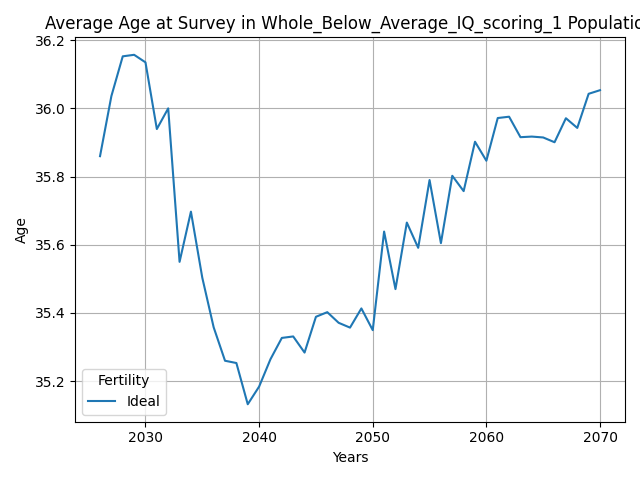 Average Age at Survey in Whole_Below_Average_IQ_scoring_1 Populatio
36.2
36.0
35.8
35.6
35.4
35.2
Age
Fertility
Ideal
2030 2040 2050 2060 2070
Years